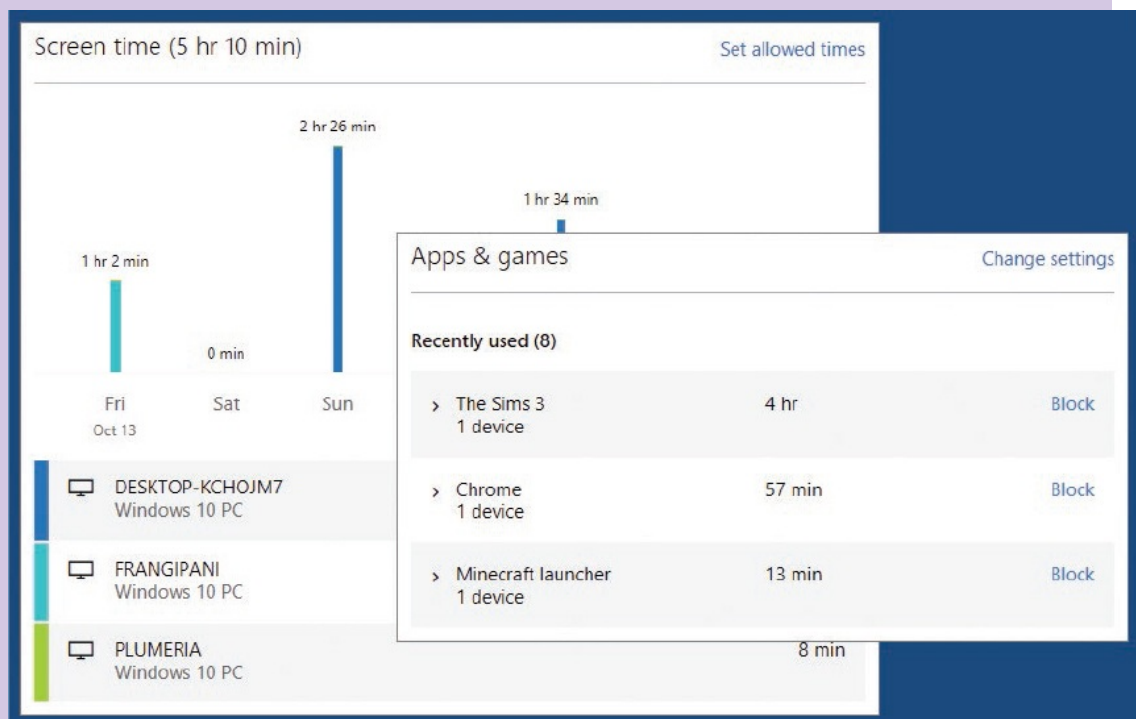 Screen time (5 hr 10 min)
Set allowed times
2 hr 26 min
1 hr 34 min
1 hr 2 min
0 min
Fri
Sat
Sun
Oct 13
DESKTOP-KCHOJM7
Windows 10 PC
FRANGIPANI
Windows 10 PC
PLUMERIA
Windows 10 PC
8 min
Apps & games
Change settings
Recently used (8)
The Sims 3
4 hr
Block
1 device
Chrome
57 min
Block
1 device
Minecraft launcher
13 min
Block
1 device